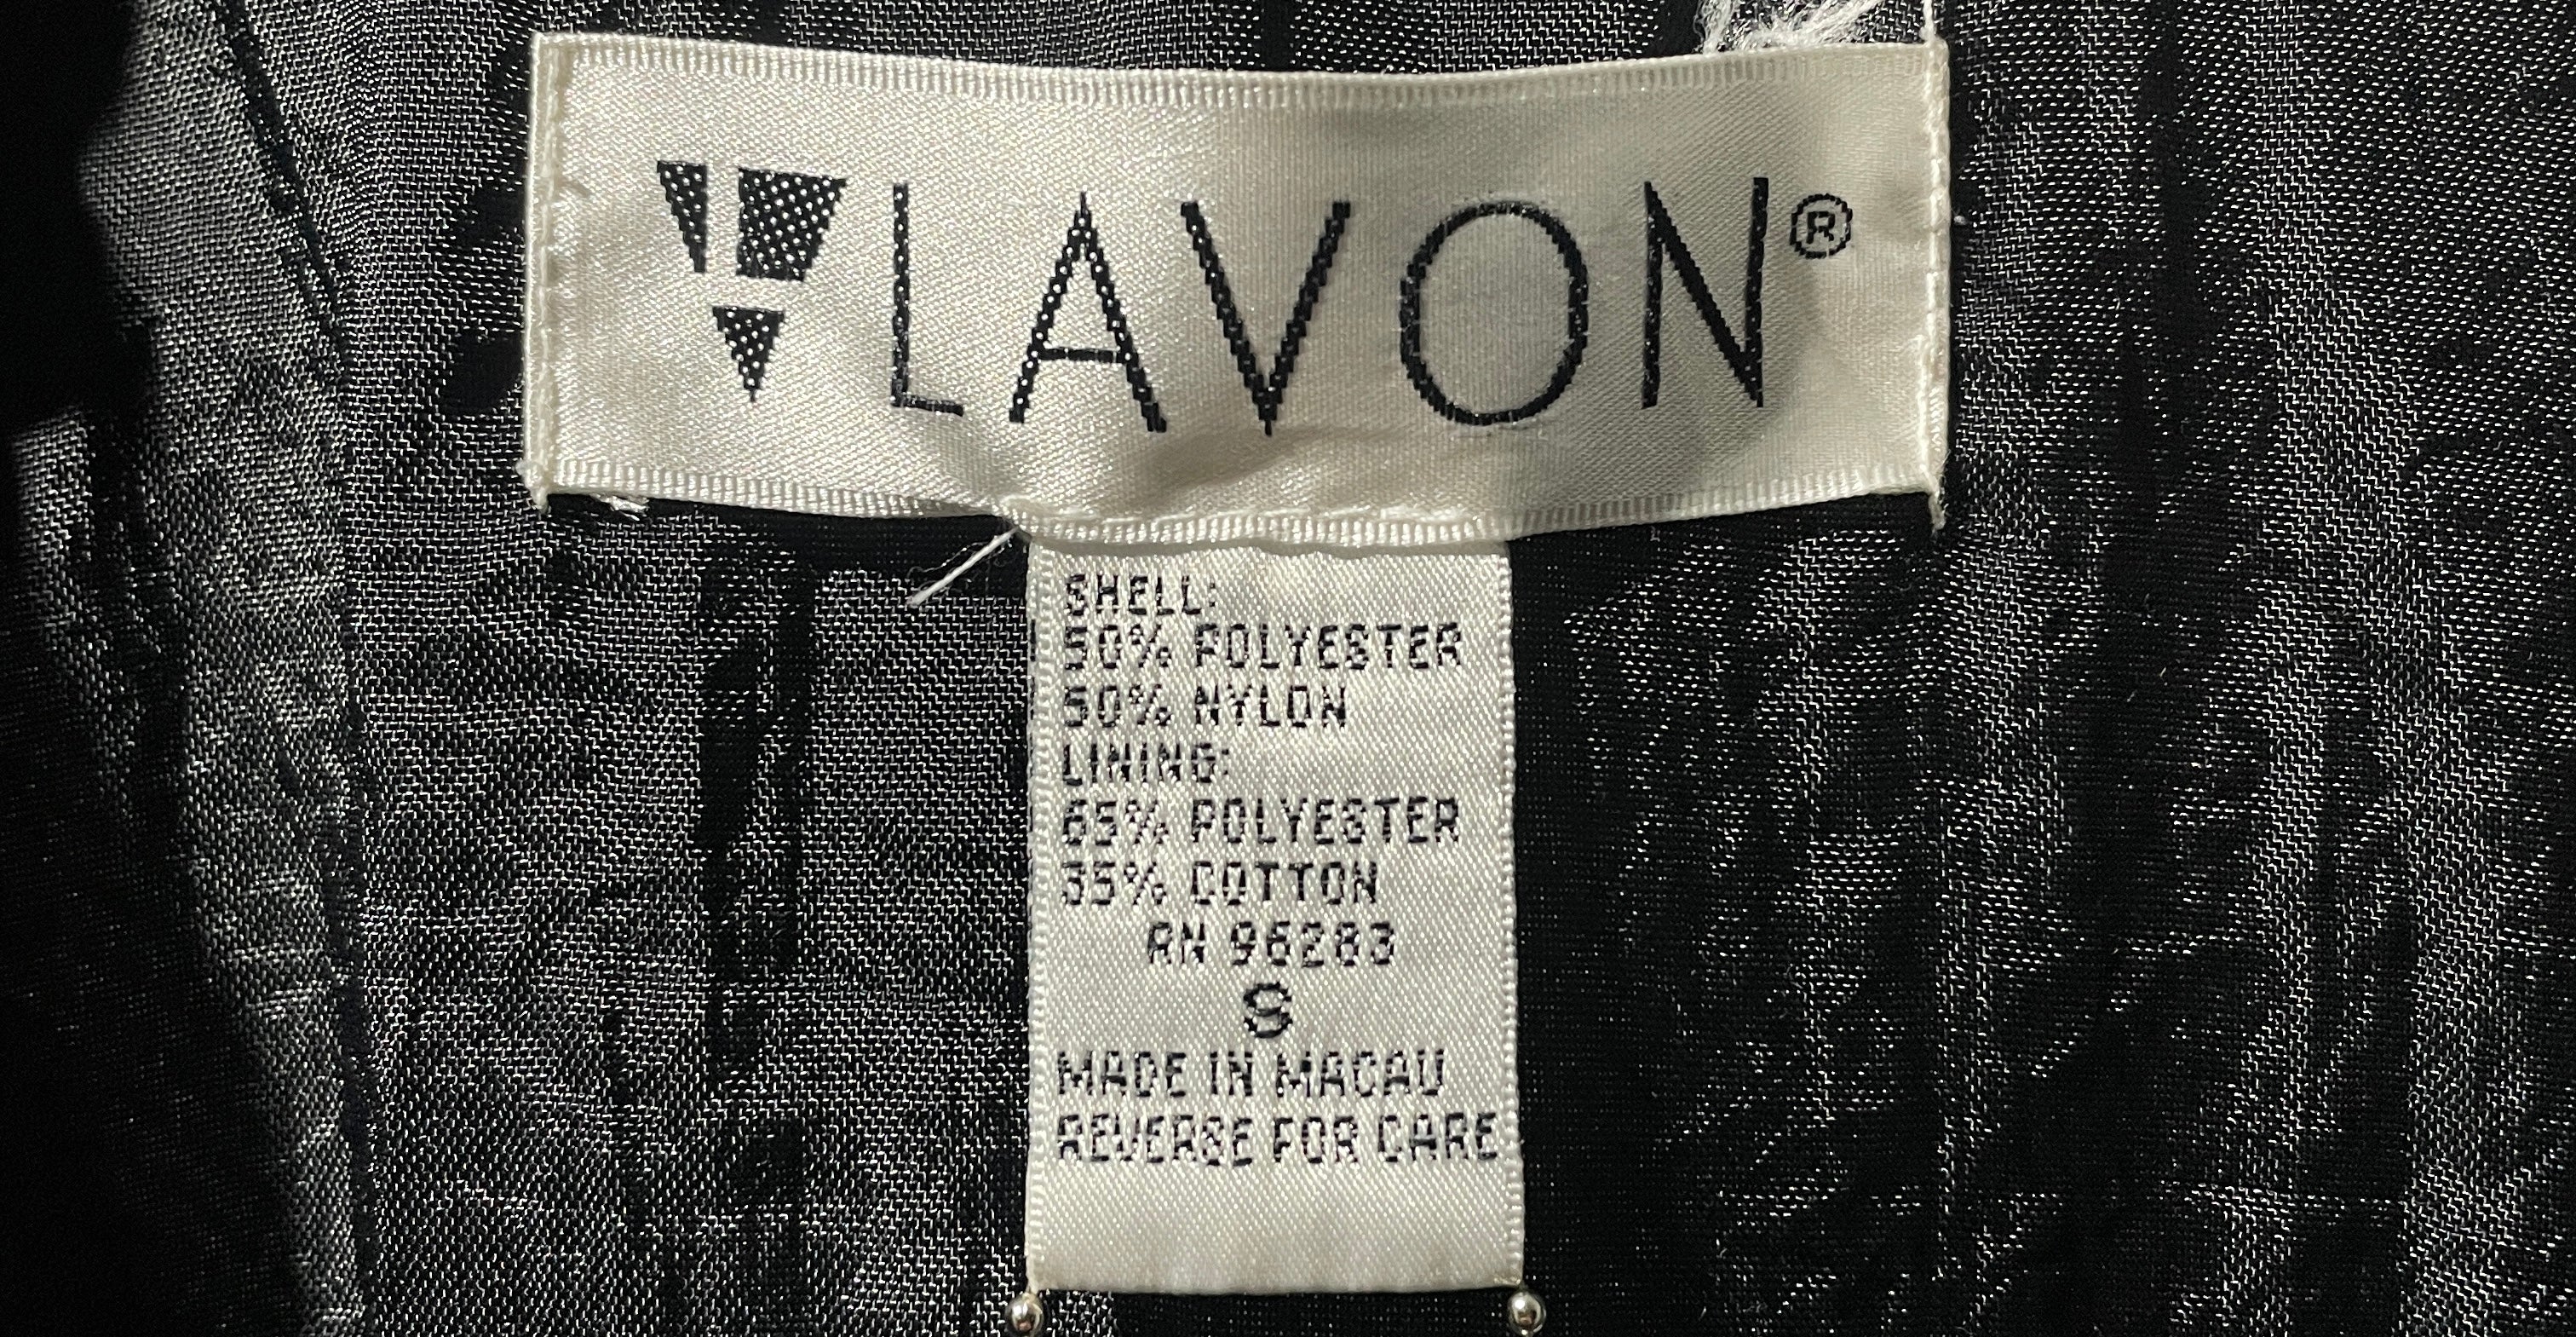 LAVON®
SHELL:
50% POLYESTER
50% NYLON
LINING:
65% POLYESTER
35% COTTON
RN 96283
S
MADE IN MACAU
REVERSE FOR CARE